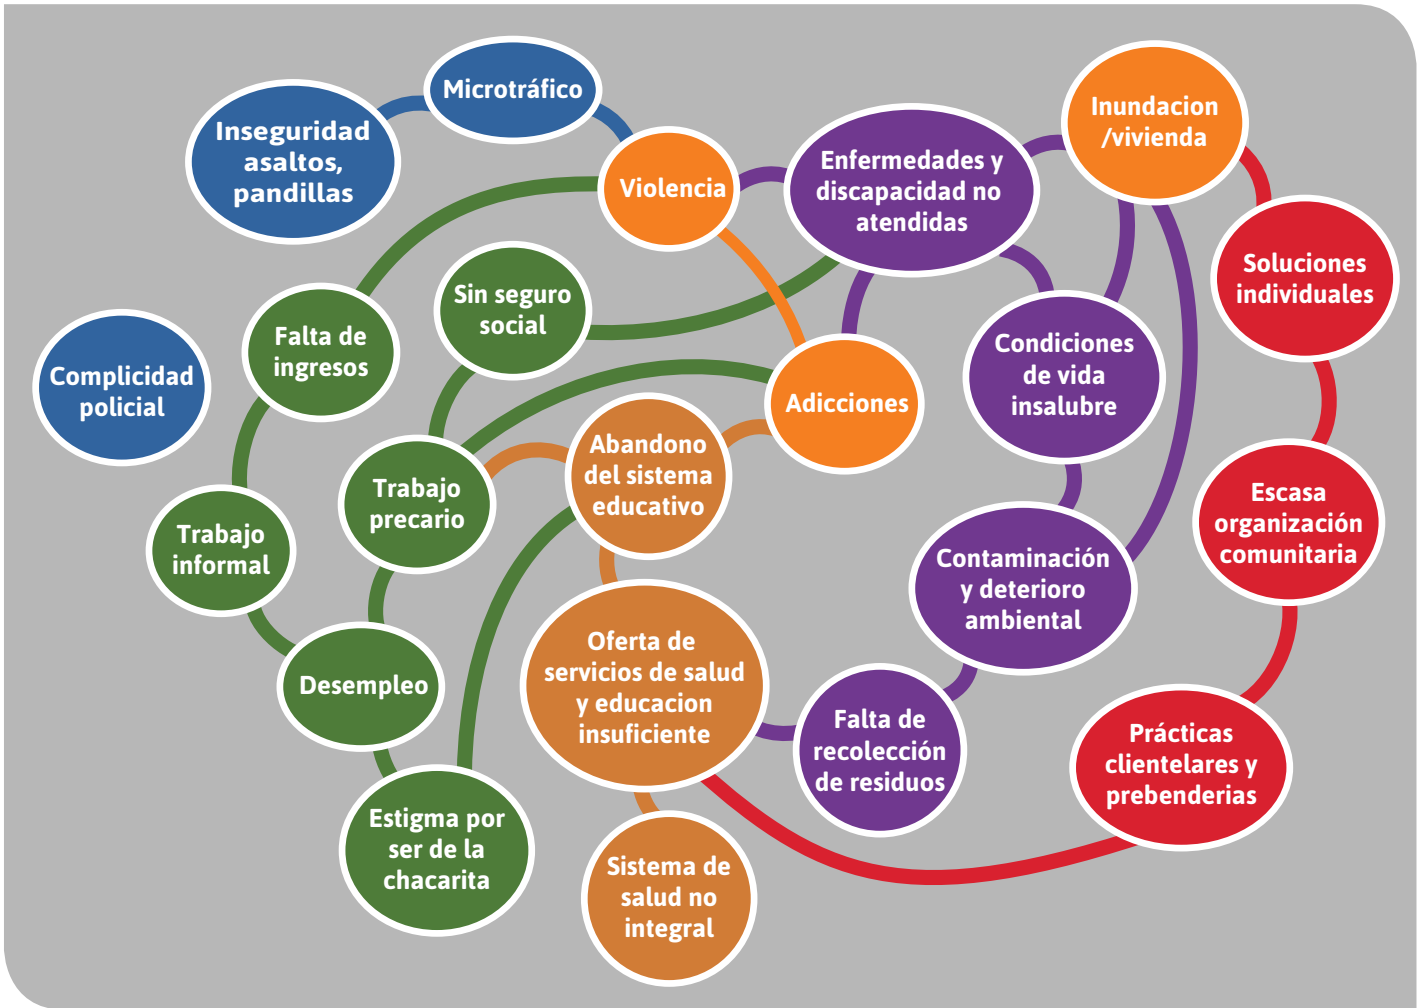 Microtráfico
Inseguridad
asaltos,
pandillas
Violencia
Enfermedades y
discapacidad no
atendidas
Inundacion
/vivienda
Soluciones
individuales
Sin seguro
social
Falta de
ingresos
Complicidad
policial
Condiciones
de vida
insalubre
Adicciones
Abandono
del sistema
educativo
Trabajo
precario
Trabajo
informal
Escasa
organización
comunitaria
Contaminación
y deterioro
ambiental
Desempleo
Oferta de
servicios de salud
y educacion
insuficiente
Falta de
recolección
de residuos
Prácticas
clientelares y
prebenderias
Estigma por
ser de la
chacarita
Sistema de
salud no
integral